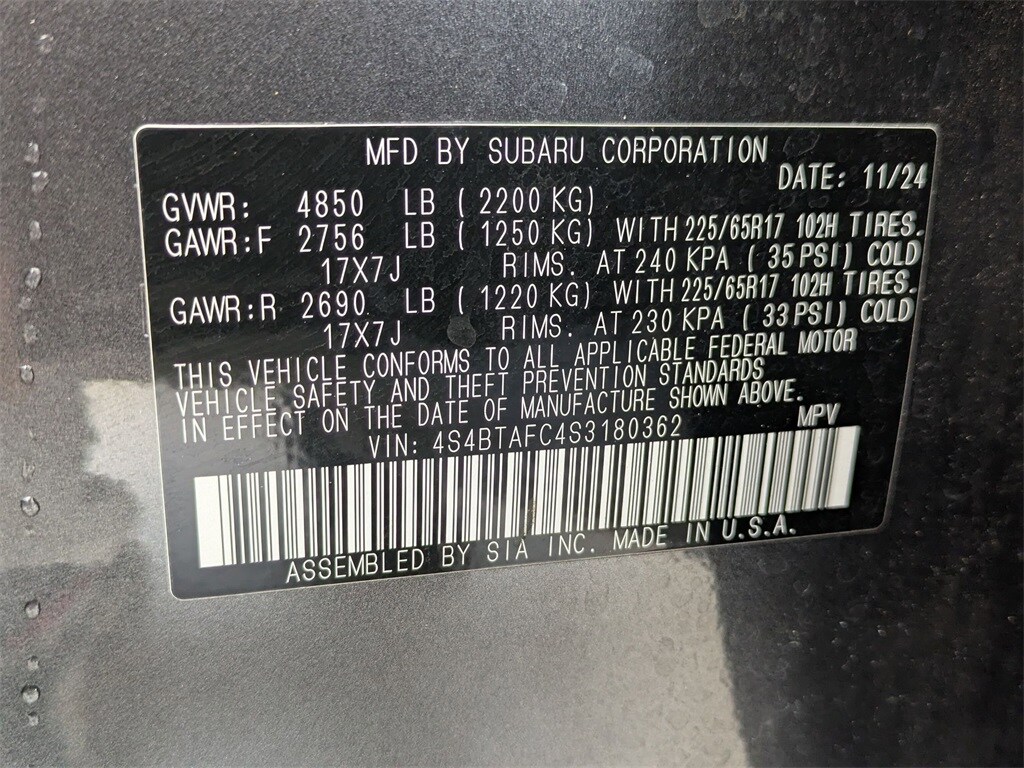 MFD BY SUBARU CORPORATION
DATE: 11/24
GVWR: 4850 LB ( 2200 KG)
GAWR:F 2756 LB ( 1250 KG) WITH 225/65R17 102H TIRES.
17X7J RIMS. AT 240 KPA ( 35 PSI) COLD
GAWR:R 2690 LB ( 1220 KG) WITH 225/65R17 102H TIRES.
17X7J RIMS. AT 230 KPA ( 33 PSI) COLD
THIS VEHICLE CONFORMS TO ALL APPLICABLE FEDERAL MOTOR
VEHICLE SAFETY AND THEFT PREVENTION STANDARDS
IN EFFECT ON THE DATE OF MANUFACTURE SHOWN ABOVE.
VIN: 4S4BTAFC4S3180362 MPV
ASSEMBLED BY SIA INC. MADE IN U.S.A.